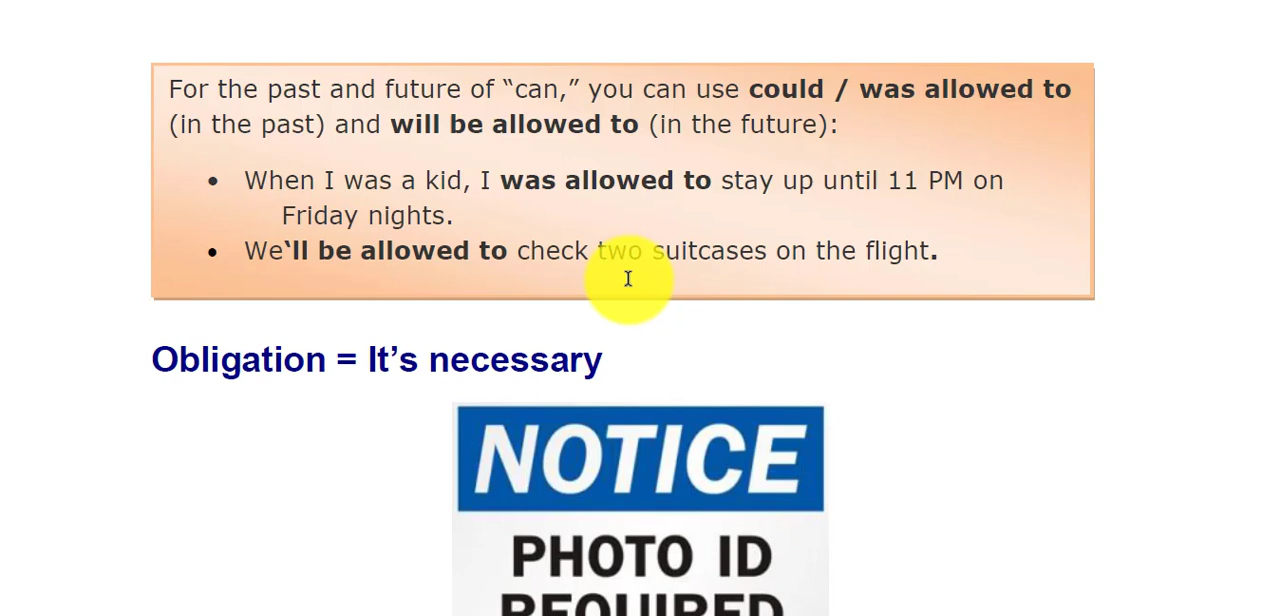 For the past and future of “can,” you can use could / was allowed to
(in the past) and will be allowed to (in the future):
• When I was a kid, I was allowed to stay up until 11 PM on
Friday nights.
• We‘ll be allowed to check two suitcases on the flight.
Obligation = It’s necessary
NOTICE
PHOTO ID
REQUIRED